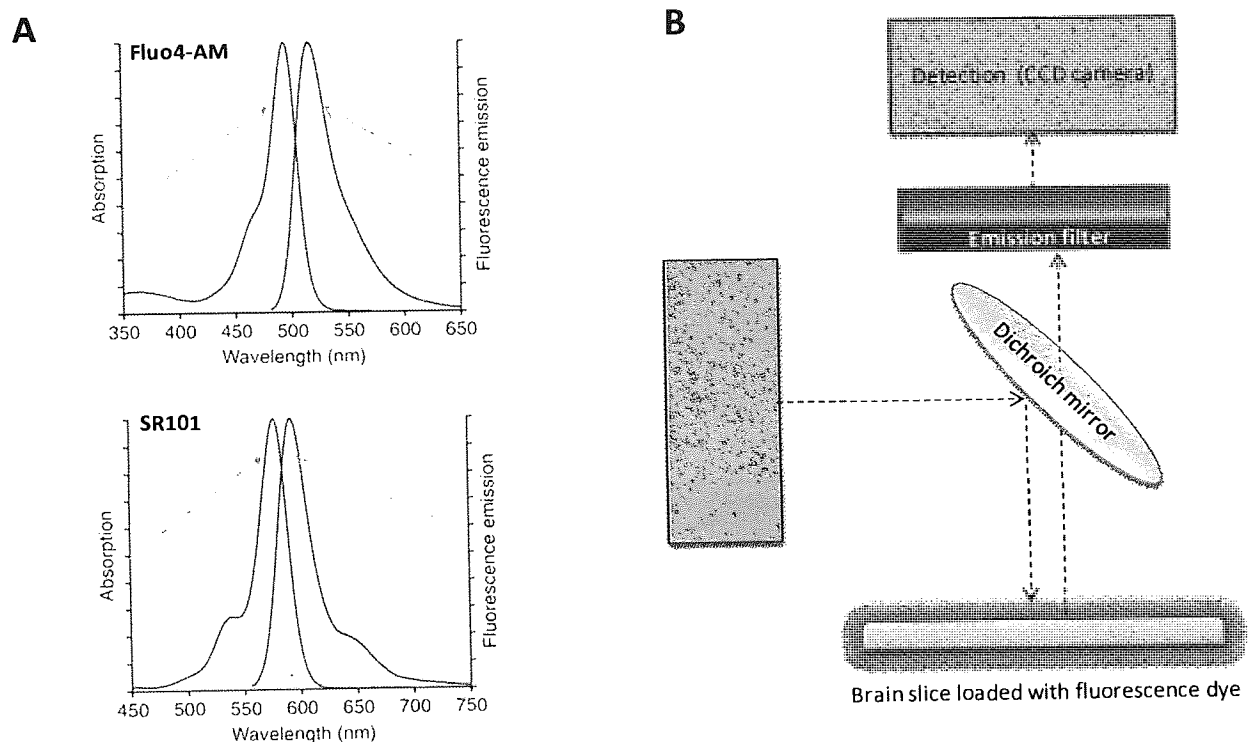 A
Fluo4-AM
Absorption
Fluorescence emission
350 400 450 500 550 600 650
Wavelength (nm)
SR101
Absorption
Fluorescence emission
450 500 550 600 650 700 750
Wavelength (nm)
B
Detection (CCD camera)
Emission filter
Dichroich mirror
Brain slice loaded with fluorescence dye